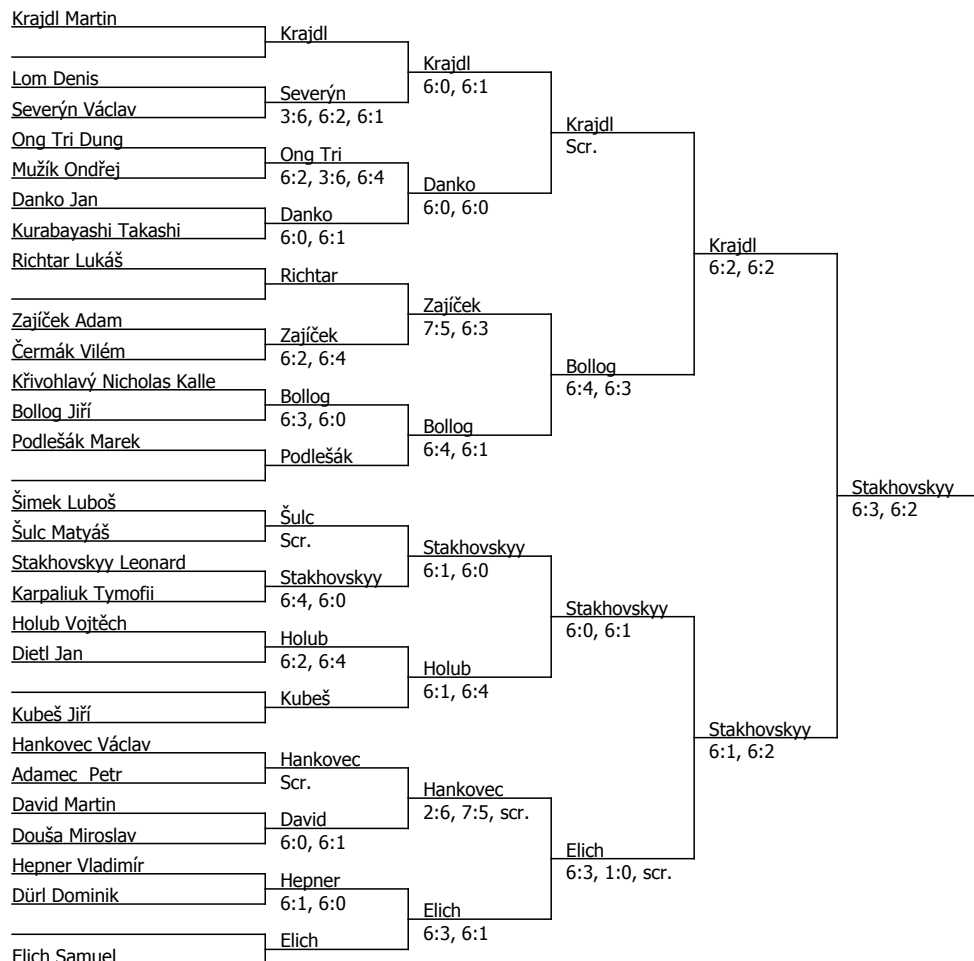 Krajdl Martin
Lom Denis
Severýn Václav
Ong Tri Dung
Mužík Ondřej
Danko Jan
Kurabayashi Takashi
Richtar Lukáš
Zajíček Adam
Čermák Vilém
Křivohlavý Nicholas Kalle
Bollog Jiří
Podlešák Marek
Šimek Luboš
Šulc Matyáš
Stakhovskyy Leonard
Karpaliuk Tymofii
Holub Vojtěch
Dietl Jan
Kubeš Jiří
Hankovec Václav
Adamec  Petr
David Martin
Douša Miroslav
Hepner Vladimír
Dürl Dominik
Elich Samuel
Krajdl
Severýn
3:6, 6:2, 6:1
Ong Tri
6:2, 3:6, 6:4
Danko
6:0, 6:1
Richtar
Zajíček
6:2, 6:4
Bollog
6:3, 6:0
Podlešák
Šulc
Scr.
Stakhovskyy
6:4, 6:0
Holub
6:2, 6:4
Kubeš
Hankovec
Scr.
David
6:0, 6:1
Hepner
6:1, 6:0
Elich
Krajdl
6:0, 6:1
Danko
6:0, 6:0
Zajíček
7:5, 6:3
Bollog
6:4, 6:1
Stakhovskyy
6:1, 6:0
Holub
6:1, 6:4
Hankovec
2:6, 7:5, scr.
Elich
6:3, 6:1
Krajdl
Scr.
Bollog
6:4, 6:3
Stakhovskyy
6:0, 6:1
Elich
6:3, 1:0, scr.
Krajdl
6:2, 6:2
Stakhovskyy
6:1, 6:2
Stakhovskyy
6:3, 6:2